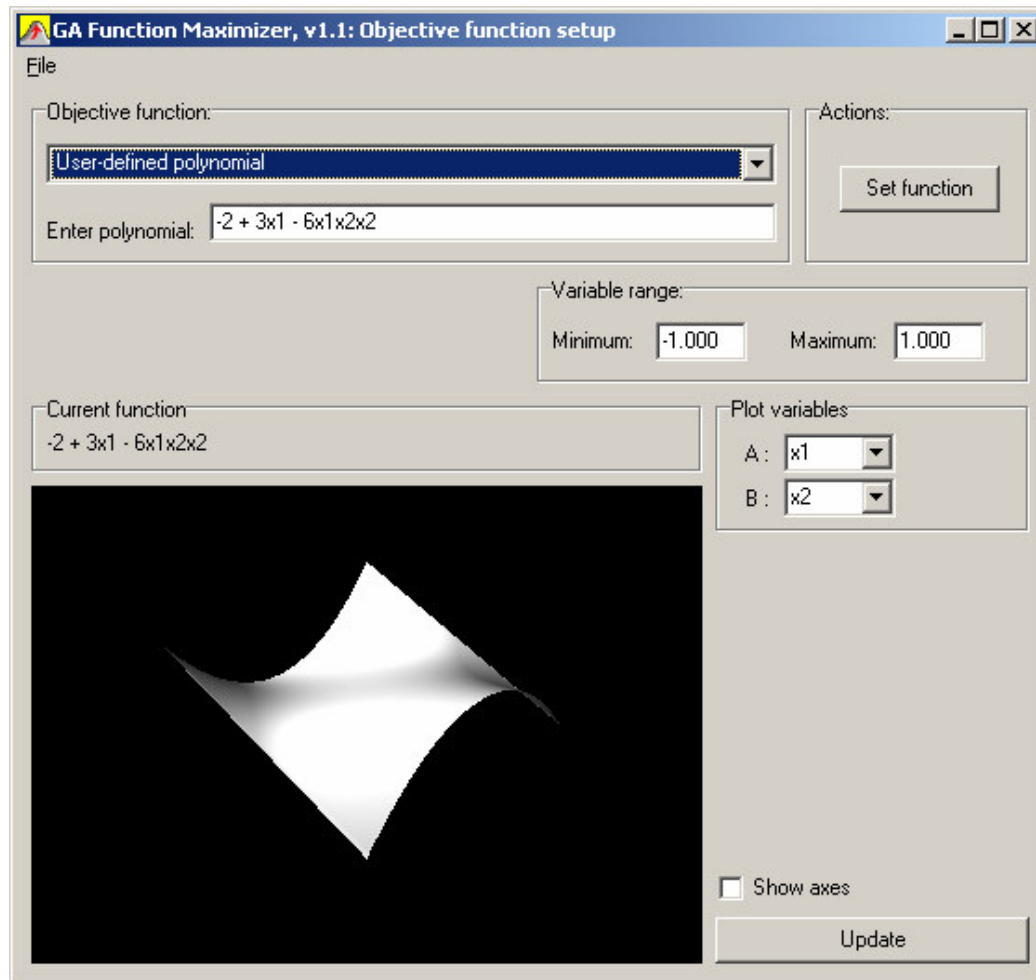 GA Function Maximizer, v1.1: Objective function setup
File
Objective function:
Actions:
User-defined polynomial
Set function
Enter polynomial: -2 + 3x1 - 6x1x2x2
Variable range:
Minimum: -1.000 Maximum: 1.000
Current function
Plot variables
-2 + 3x1 - 6x1x2x2
A : x1
B : x2
Show axes
Update